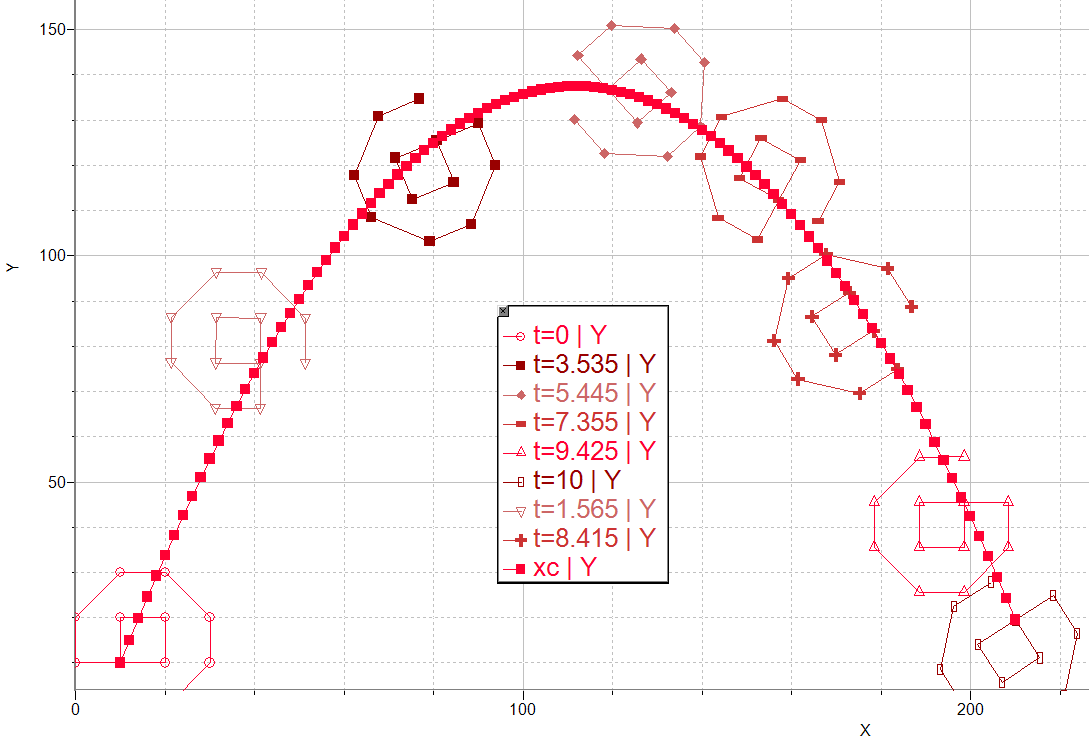 150
100
Y
50
t=0 | Y
t=3.535 | Y
t=5.445 | Y
t=7.355 | Y
t=9.425 | Y
t=10 | Y
t=1.565 | Y
t=8.415 | Y
xc | Y
0
100
200
X